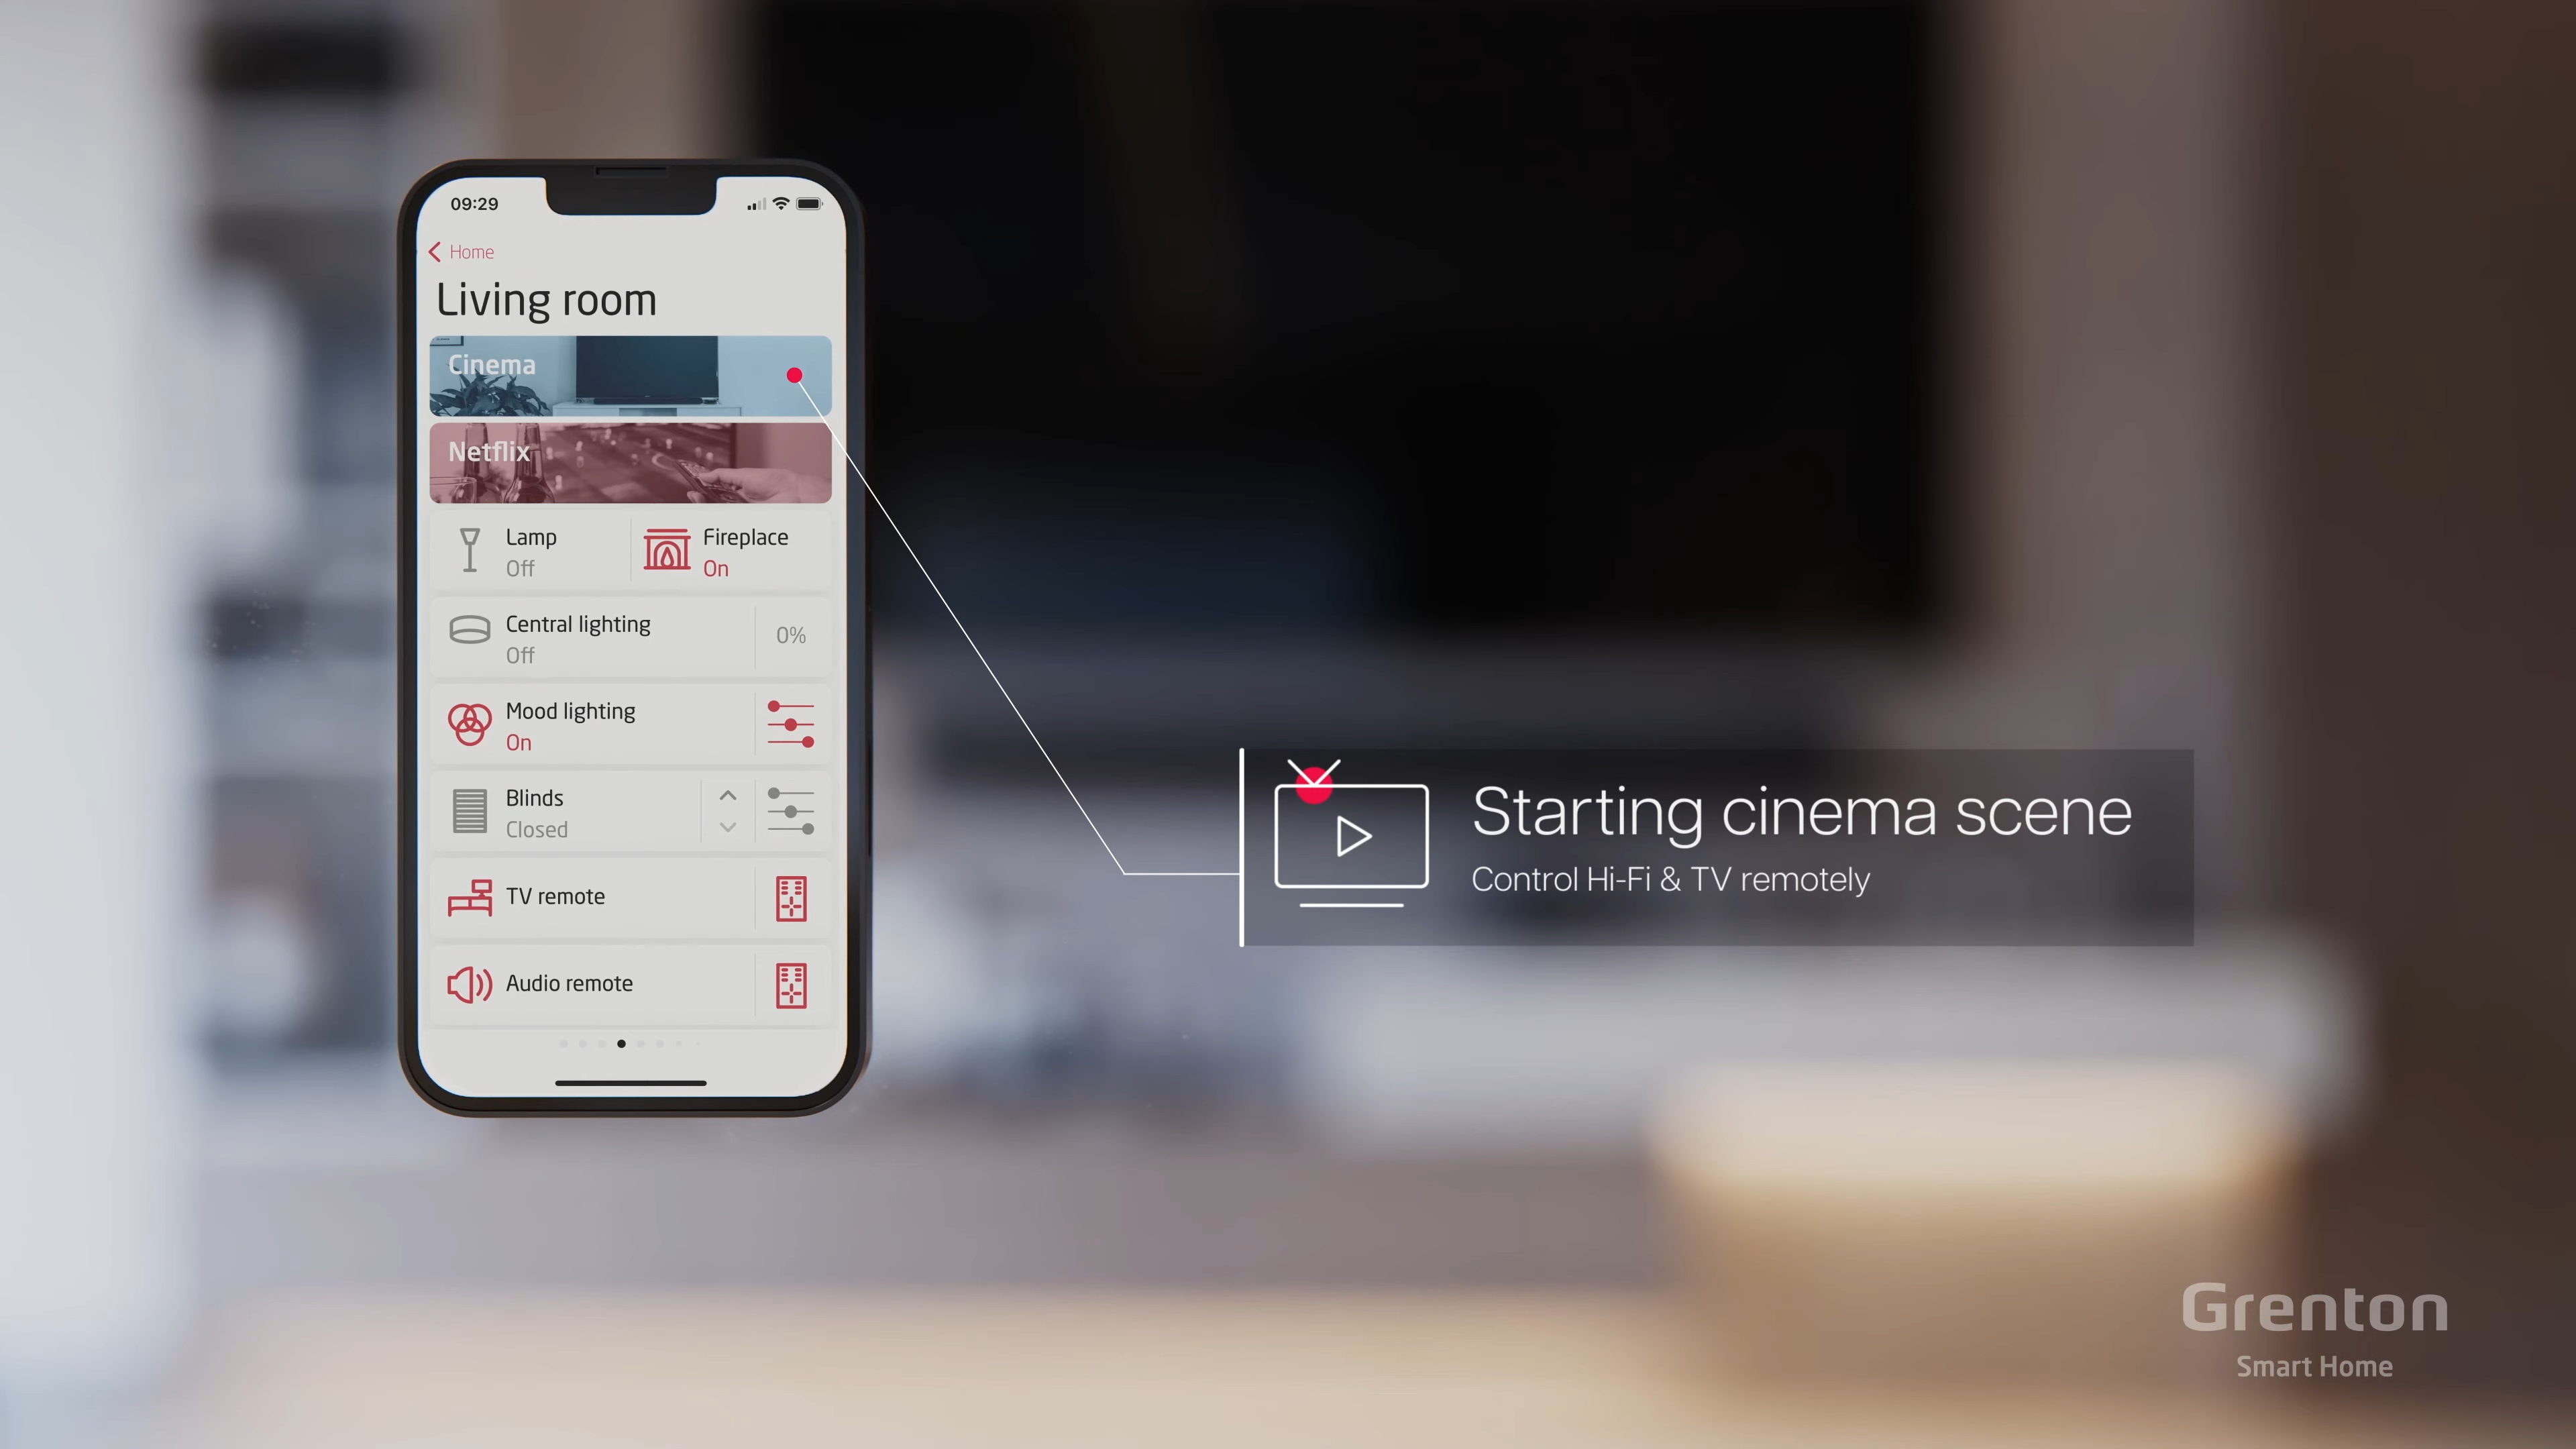 09:29
Home
Living room
Cinema
Netflix
Lamp
Off
Fireplace
On
Central lighting
Off
0%
Mood lighting
On
Blinds
Closed
TV remote
Audio remote
Starting cinema scene
Control Hi-Fi & TV remotely
Grenton
Smart Home